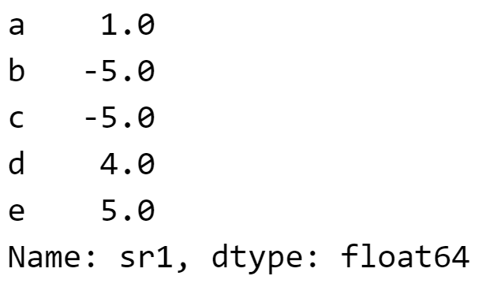 a    1.0
b   -5.0
c   -5.0
d    4.0
e    5.0
Name: sr1, dtype: float64